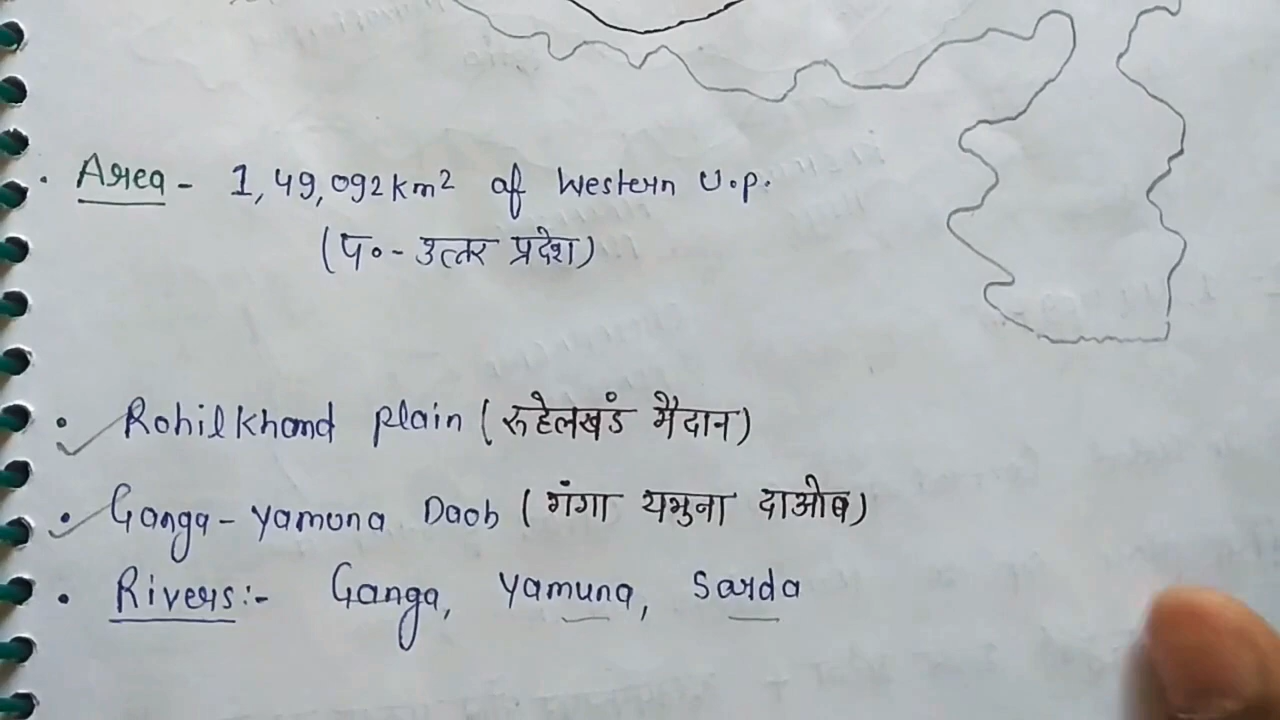 Area - 1,49,092 km² of Western U.P.
(प०- उत्तर प्रदेश)
Rohilkhand plain (रुहेलखंड मैदान)
Ganga-Yamuna Daob (गंगा यमुना दाओब)
Rivers:- Ganga, Yamuna, Sarda